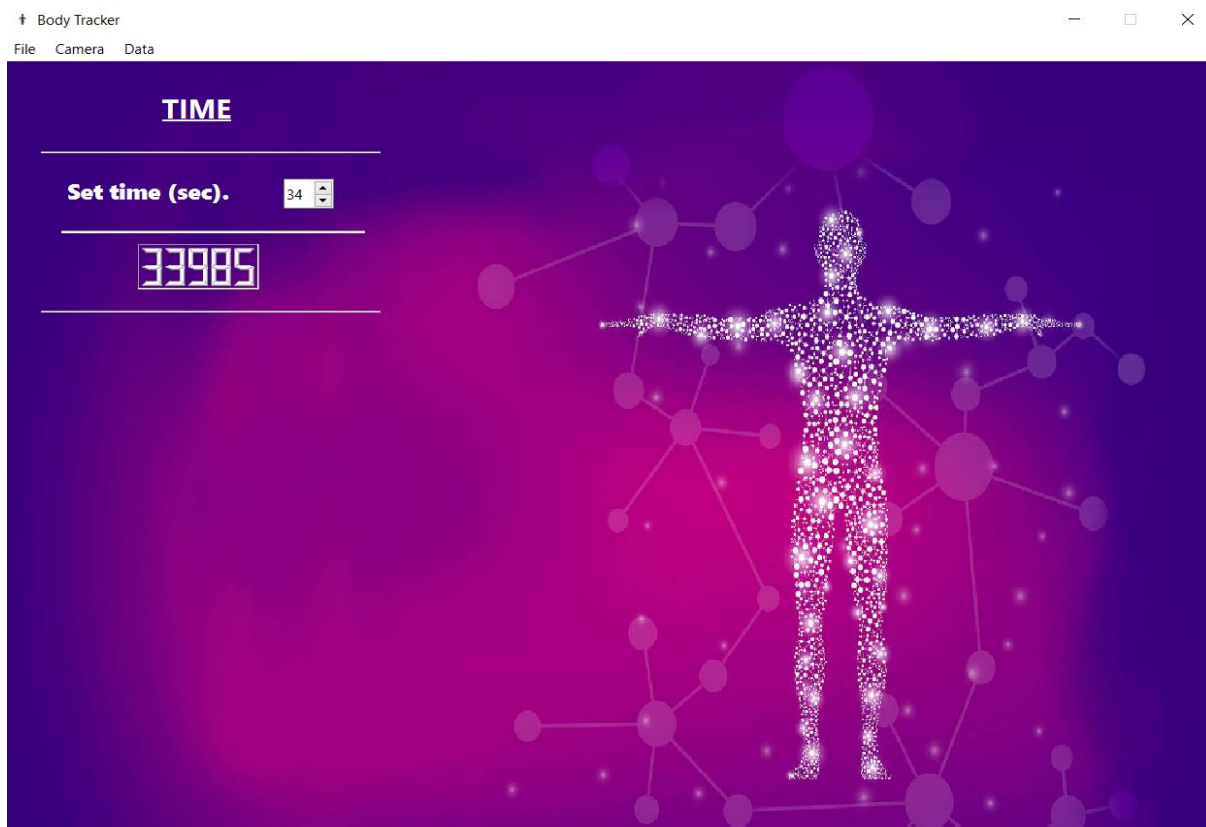 Body Tracker
File Camera Data
TIME
Set time (sec). 34
33985